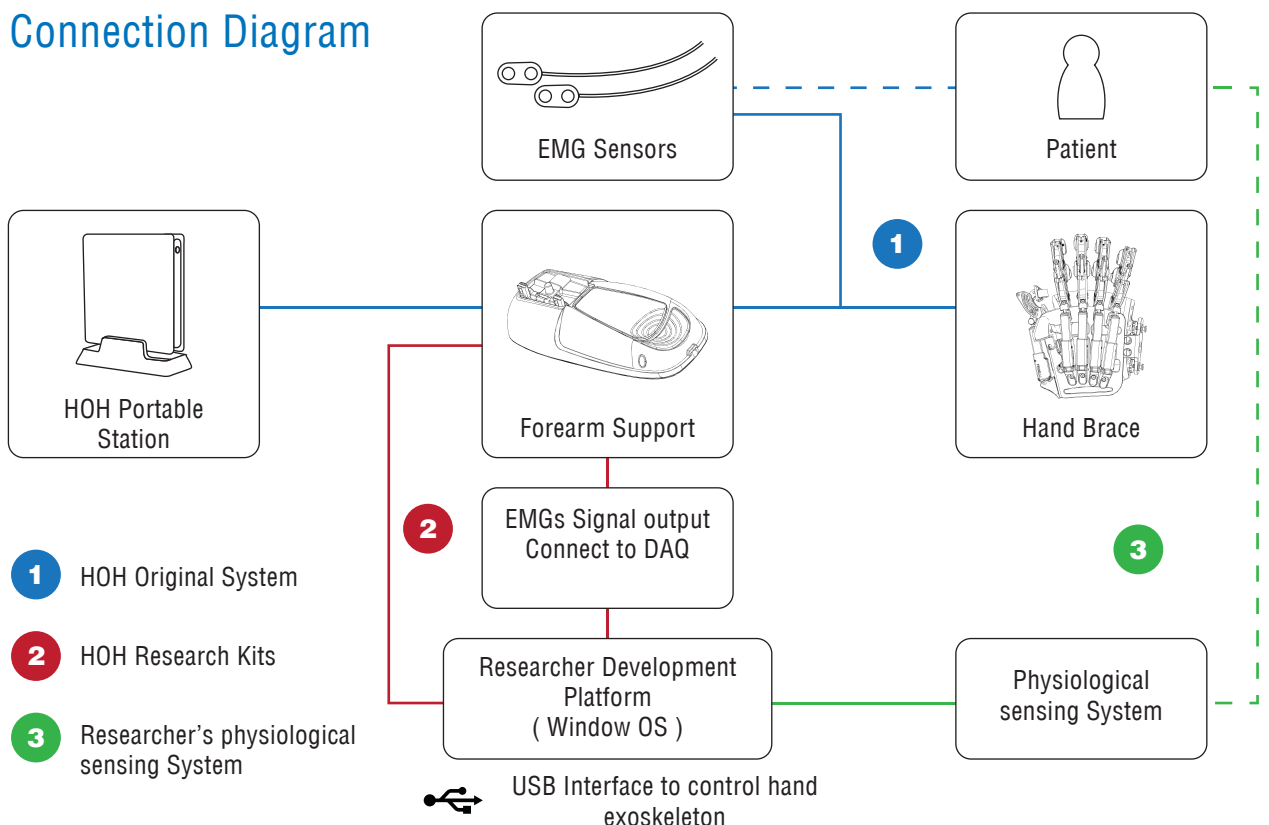 Connection Diagram
EMG Sensors
Patient
1
HOH Portable
Station
Forearm Support
Hand Brace
2
EMGs Signal output
Connect to DAQ
3
1
HOH Original System
2
HOH Research Kits
3
Researcher's physiological
sensing System
Researcher Development
Platform
( Window OS )
Physiological
sensing System
USB Interface to control hand
exoskeleton